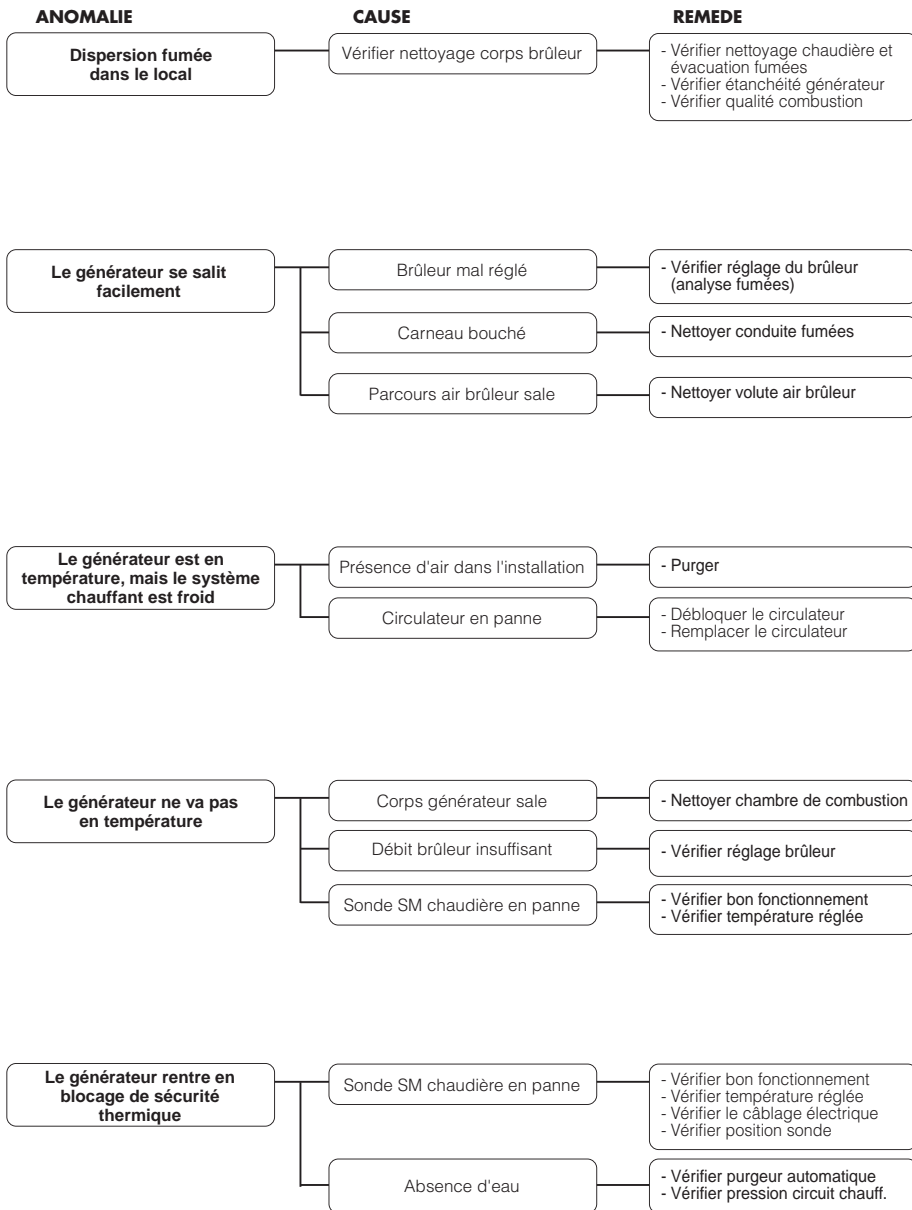 ANOMALIE CAUSE REMEDE
Dispersion fumée
dans le local
Vérifier nettoyage corps brûleur
- Vérifier nettoyage chaudière et
évacuation fumées
- Vérifier étanchéité générateur
- Vérifier qualité combustion
Le générateur se salit
facilement
Brûleur mal réglé
- Vérifier réglage du brûleur
(analyse fumées)
Carneau bouché
- Nettoyer conduite fumées
Parcours air brûleur sale
- Nettoyer volute air brûleur
Le générateur est en
température, mais le système
chauffant est froid
Présence d'air dans l'installation
- Purger
Circulateur en panne
- Débloquer le circulateur
- Remplacer le circulateur
Le générateur ne va pas
en température
Corps générateur sale
- Nettoyer chambre de combustion
Débit brûleur insuffisant
- Vérifier réglage brûleur
Sonde SM chaudière en panne
- Vérifier bon fonctionnement
- Vérifier température réglée
Le générateur rentre en
blocage de sécurité
thermique
Sonde SM chaudière en panne
- Vérifier bon fonctionnement
- Vérifier température réglée
- Vérifier le câblage électrique
- Vérifier position sonde
Absence d'eau
- Vérifier purgeur automatique
- Vérifier pression circuit chauff.